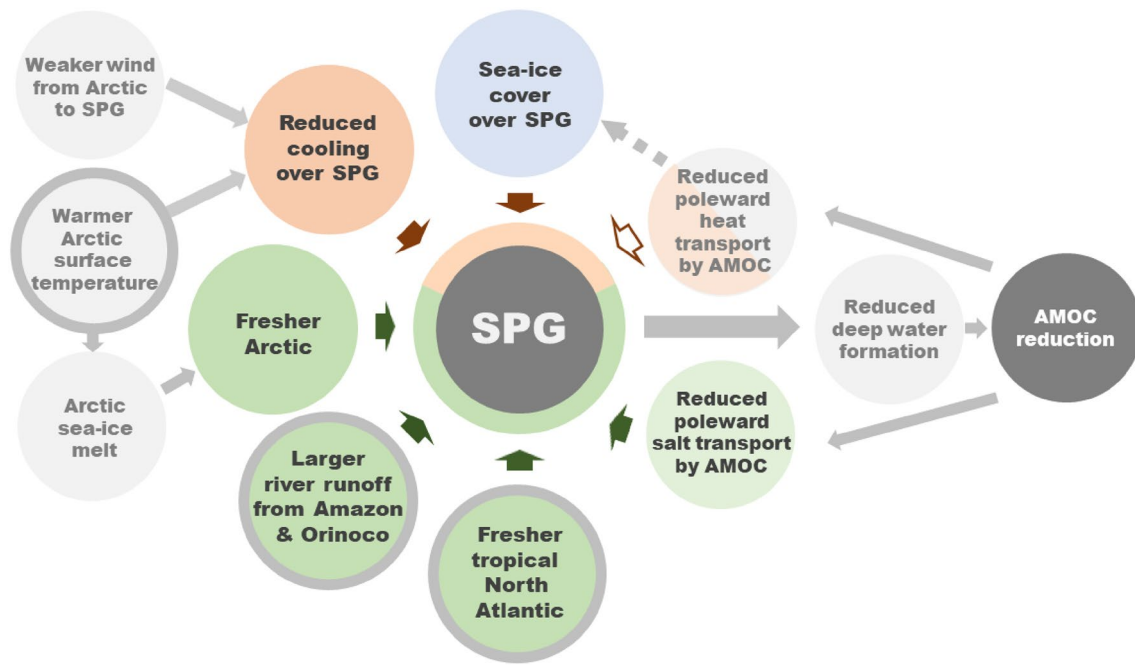 Weaker wind
from Arctic
to SPG
Reduced
cooling
over SPG
Sea-ice
cover
over SPG
Reduced
poleward
heat
transport
by AMOC
Warmer
Arctic
surface
temperature
Fresher
Arctic
SPG
Reduced
deep water
formation
AMOC
reduction
Arctic
sea-ice
melt
Larger
river runoff
from Amazon
& Orinoco
Fresher
tropical
North
Atlantic
Reduced
poleward
salt transport
by AMOC